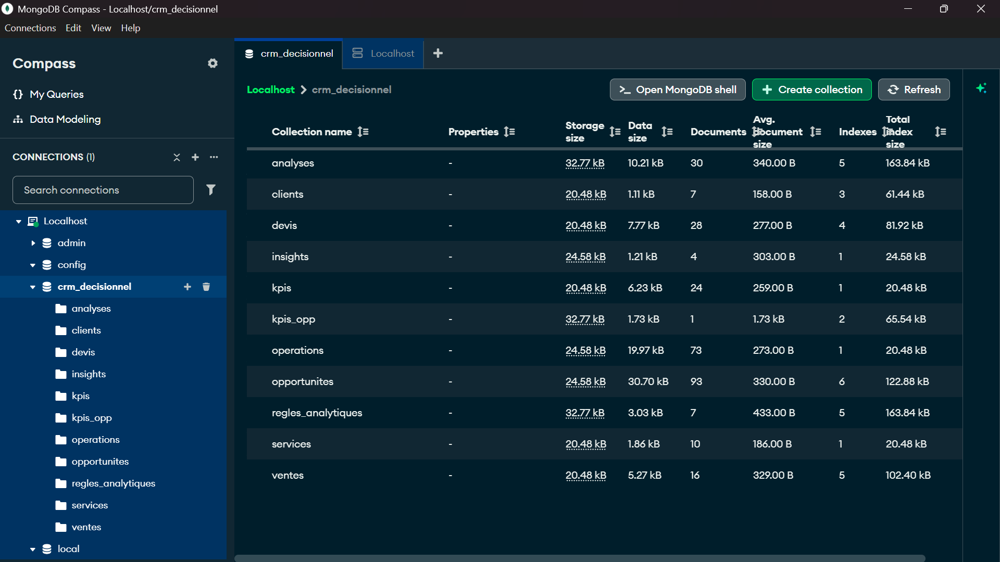 MongoDB Compass - Localhost/crm_decisionnel
Connections Edit View Help
Compass
My Queries
Data Modeling
CONNECTIONS (1)
Search connections
Localhost
admin
config
crm_decisionnel
analyses
clients
devis
insights
kpis
kpis_opp
operations
opportunites
regles_analytiques
services
ventes
local
crm_decisionnel Localhost
Localhost > crm_decisionnel
Open MongoDB shell Create collection Refresh
Collection name Properties Storage size Data size Documents Avg. document size Indexes Total index size
analyses - 32.77 kB 10.21 kB 30 340.00 B 5 163.84 kB
clients - 20.48 kB 1.11 kB 7 158.00 B 3 61.44 kB
devis - 20.48 kB 7.77 kB 28 277.00 B 4 81.92 kB
insights - 24.58 kB 1.21 kB 4 303.00 B 1 24.58 kB
kpis - 20.48 kB 6.23 kB 24 259.00 B 1 20.48 kB
kpis_opp - 32.77 kB 1.73 kB 1 1.73 kB 2 65.54 kB
operations - 24.58 kB 19.97 kB 73 273.00 B 1 20.48 kB
opportunites - 24.58 kB 30.70 kB 93 330.00 B 6 122.88 kB
regles_analytiques - 32.77 kB 3.03 kB 7 433.00 B 5 163.84 kB
services - 20.48 kB 1.86 kB 10 186.00 B 1 20.48 kB
ventes - 20.48 kB 5.27 kB 16 329.00 B 5 102.40 kB